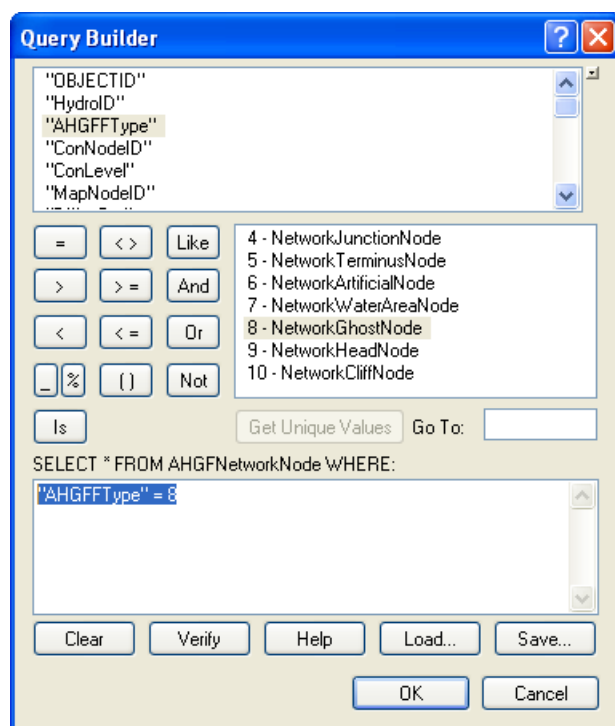 Query Builder
"OBJECTID"
"HydroID"
"AHGFFType"
"ConNodeID"
"ConLevel"
"MapNodeID"
= < > Like
> > = And
< < = Or
_ % ( ) Not
Is
4 - NetworkJunctionNode
5 - NetworkTerminusNode
6 - NetworkArtificialNode
7 - NetworkWaterAreaNode
8 - NetworkGhostNode
9 - NetworkHeadNode
10 - NetworkCliffNode
Get Unique Values Go To:
SELECT * FROM AHGFNetworkNode WHERE:
"AHGFFType" = 8
Clear Verify Help Load... Save...
OK Cancel